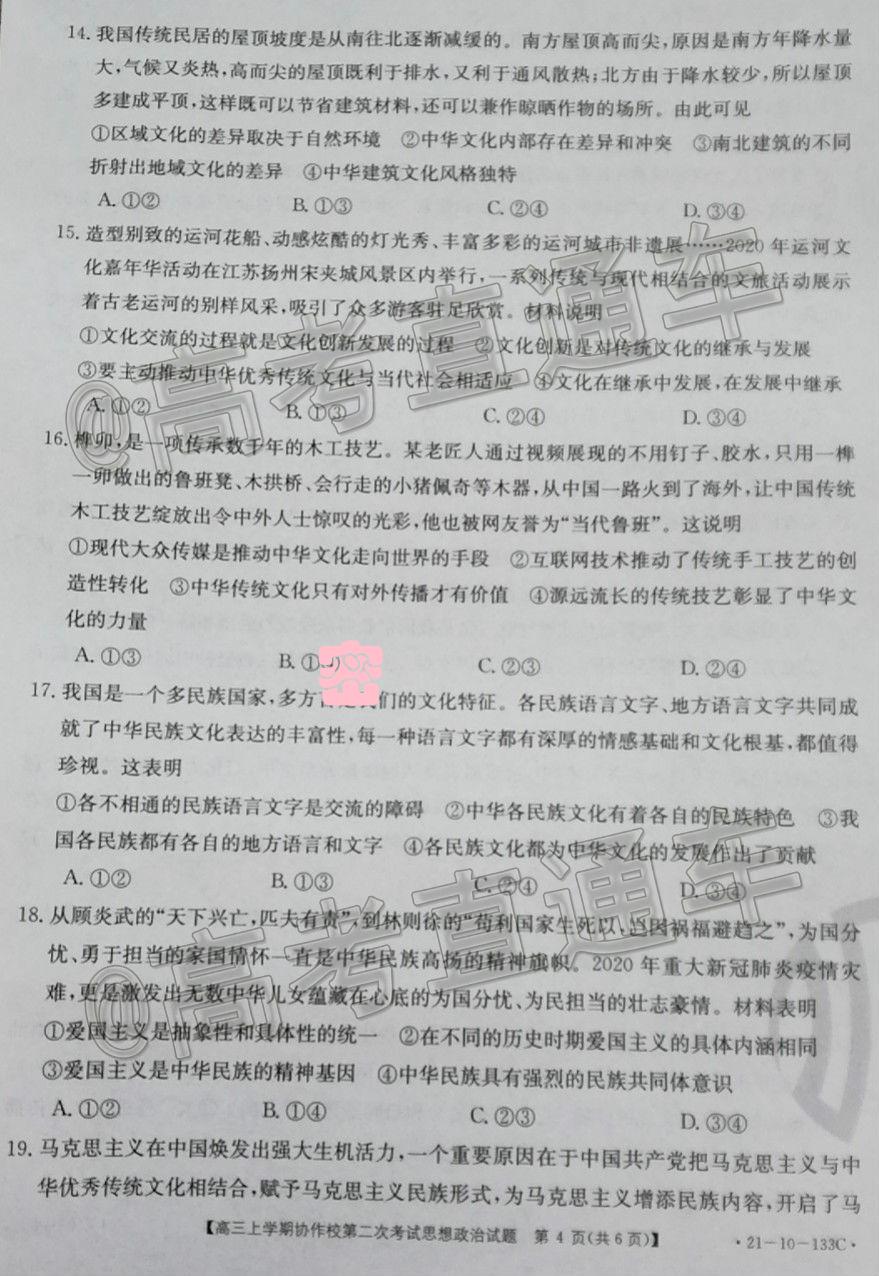 14. 我国传统民居的屋顶坡度是从南往北逐渐减缓的。南方屋顶高而尖,原因是南方年降水量
大,气候又炎热,高而尖的屋顶既利于排水,又利于通风散热;北方由于降水较少,所以屋顶
多建成平顶,这样既可以节省建筑材料,还可以兼作晾晒作物的场所。由此可见
①区域文化的差异取决于自然环境 ②中华文化内部存在差异和冲突 ③南北建筑的不同
折射出地域文化的差异 ④中华建筑文化风格独特
A. ①② B. ①③ C. ②④ D. ③④
15. 造型别致的运河花船、动感炫酷的灯光秀、丰富多彩的运河城市非遗展……2020年运河文
化嘉年华活动在江苏扬州宋夹城风景区内举行,一系列传统与现代相结合的文旅活动展示
着古老运河的别样风采,吸引了众多游客驻足欣赏。材料说明
①文化交流的过程就是文化创新发展的过程 ②文化创新是对传统文化的继承与发展
③要主动推动中华优秀传统文化与当代社会相适应 ④文化在继承中发展,在发展中继承
A. ①② B. ①③ C. ②④ D. ③④
16. 榫卯,是一项传承数千年的木工技艺。某老匠人通过视频展现的不用钉子、胶水,只用一榫
一卯做出的鲁班凳、木拱桥、会行走的小猪佩奇等木器,从中国一路火到了海外,让中国传统
木工技艺绽放出令中外人士惊叹的光彩,他也被网友誉为“当代鲁班”。这说明
①现代大众传媒是推动中华文化走向世界的手段 ②互联网技术推动了传统手工技艺的创
造性转化 ③中华传统文化只有对外传播才有价值 ④源远流长的传统技艺彰显了中华文
化的力量
A. ①③ B. ① C. ②③ D. ②④
17. 我国是一个多民族国家,多方言 我们的文化特征。各民族语言文字、地方语言文字共同成
就了中华民族文化表达的丰富性,每一种语言文字都有深厚的情感基础和文化根基,都值得
珍视。这表明
①各不相通的民族语言文字是交流的障碍 ②中华各民族文化有着各自的民族特色 ③我
国各民族都有各自的地方语言和文字 ④各民族文化都为中华文化的发展作出了贡献
A. ①② B. ①③ C. ②④ D. ③④
18. 从顾炎武的“天下兴亡,匹夫有责”,到林则徐的“苟利国家生死以,岂因祸福避趋之”,为国分
忧、勇于担当的家国情怀一直是中华民族高扬的精神旗帜。2020年重大新冠肺炎疫情灾
难,更是激发出无数中华儿女蕴藏在心底的为国分忧、为民担当的壮志豪情。材料表明
①爱国主义是抽象性和具体性的统一 ②在不同的历史时期爱国主义的具体内涵相同
③爱国主义是中华民族的精神基因 ④中华民族具有强烈的民族共同体意识
A. ①② B. ①④ C. ②③ D. ③④
19. 马克思主义在中国焕发出强大生机活力,一个重要原因在于中国共产党把马克思主义与中
华优秀传统文化相结合,赋予马克思主义民族形式,为马克思主义增添民族内容,开启了马
【高三上学期协作校第二次考试思想政治试题 第4页(共6页)】 ·21-10-133C·
@高考直通车
@高考直通车